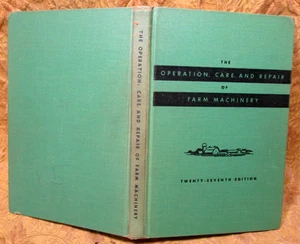 THE OPERATION, CARE, AND REPAIR OF FARM MACHINERY
THE
OPERATION, CARE, AND REPAIR
OF
FARM MACHINERY
TWENTY-SEVENTH EDITION